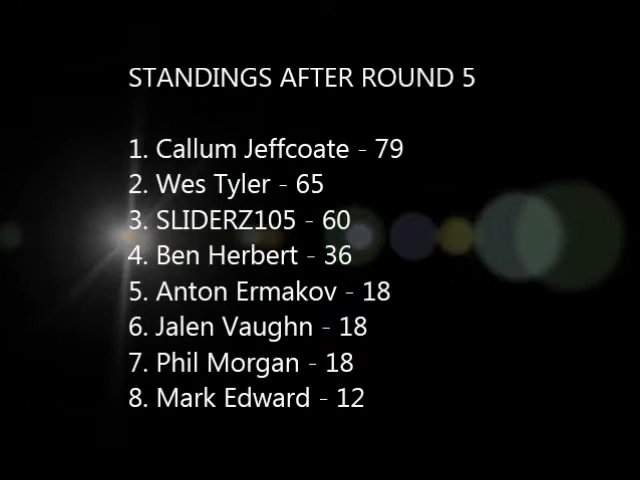 STANDINGS AFTER ROUND 5
1. Callum Jeffcoate - 79
2. Wes Tyler - 65
3. SLIDERZ105 - 60
4. Ben Herbert - 36
5. Anton Ermakov - 18
6. Jalen Vaughn - 18
7. Phil Morgan - 18
8. Mark Edward - 12